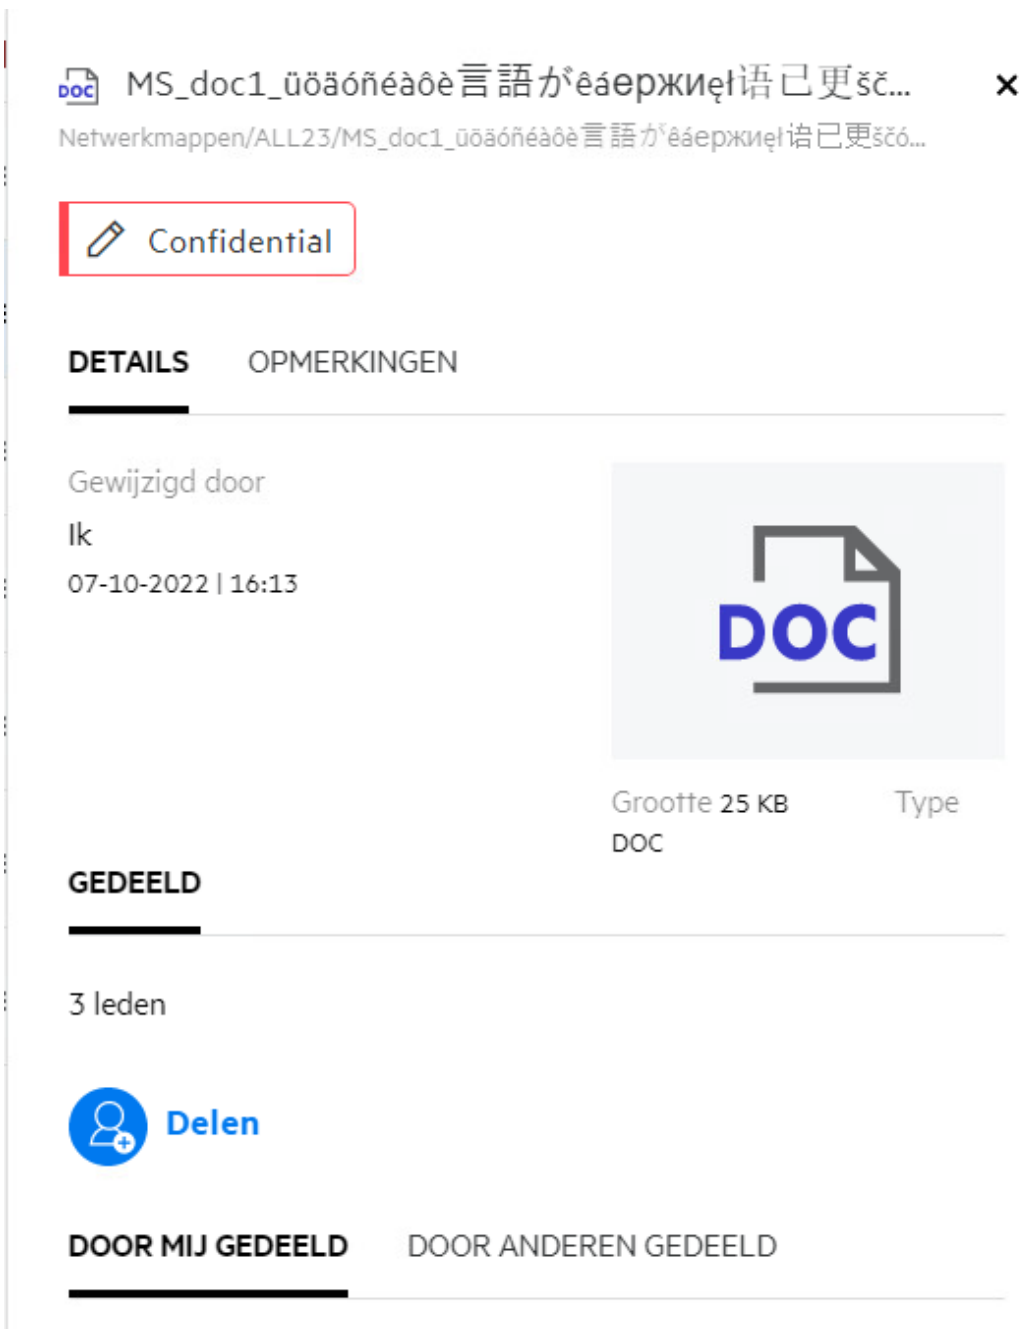 DOC MS_doc1_üöäóñéàôè言語がêáержиęł语已更šč...
Netwerkmappen/ALL23/MS_doc1_üöäóñéàôè言語がêáержиęł语已更ščó...
Confidential
DETAILS OPMERKINGEN
Gewijzigd door
Ik
07-10-2022 | 16:13
DOC
Grootte 25 KB Type
DOC
GEDEELD
3 leden
Delen
DOOR MIJ GEDEELD DOOR ANDEREN GEDEELD